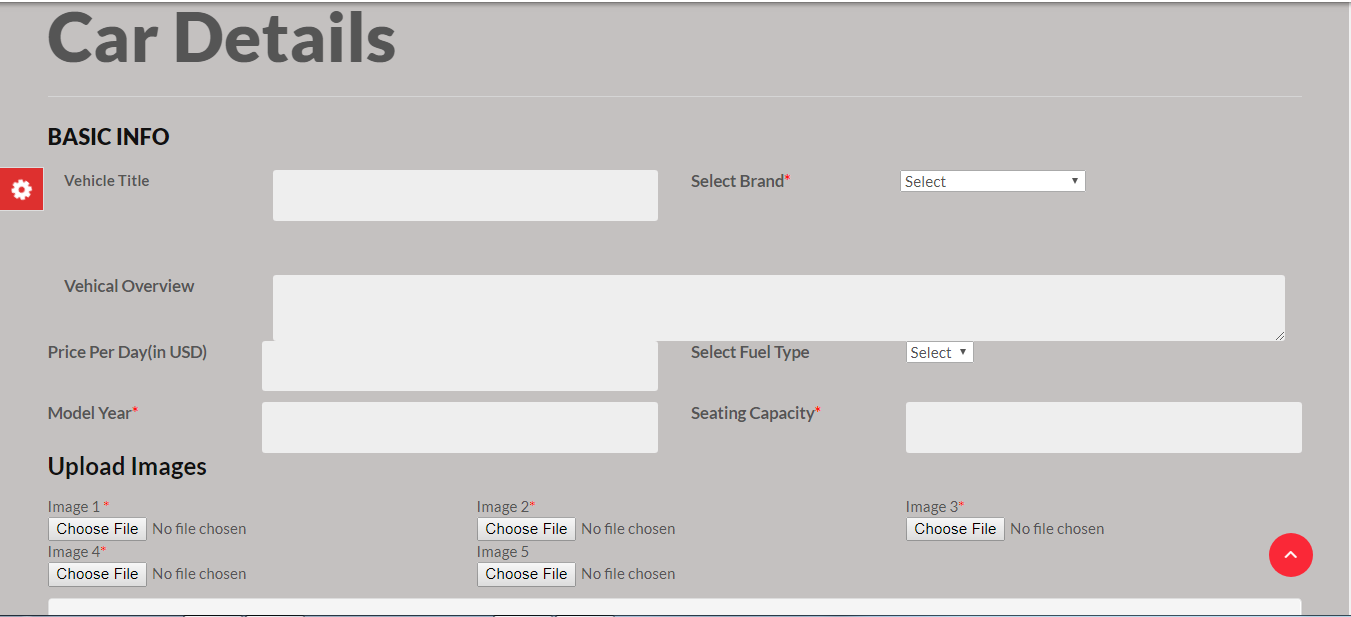 Car Details
BASIC INFO
Vehicle Title
Select Brand*
Select
Vehical Overview
Price Per Day(in USD)
Select Fuel Type
Select
Model Year*
Seating Capacity*
Upload Images
Image 1 * Image 2* Image 3*
Choose File No file chosen Choose File No file chosen Choose File No file chosen
Image 4* Image 5
Choose File No file chosen Choose File No file chosen